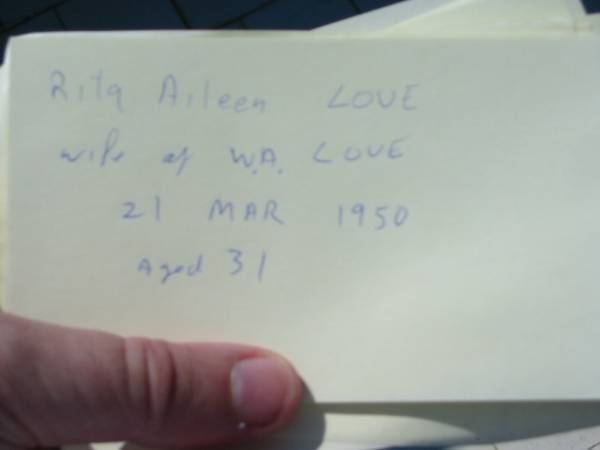 Rita Aileen LOVE
wife of W.A. LOVE
21 MAR 1950
Aged 31